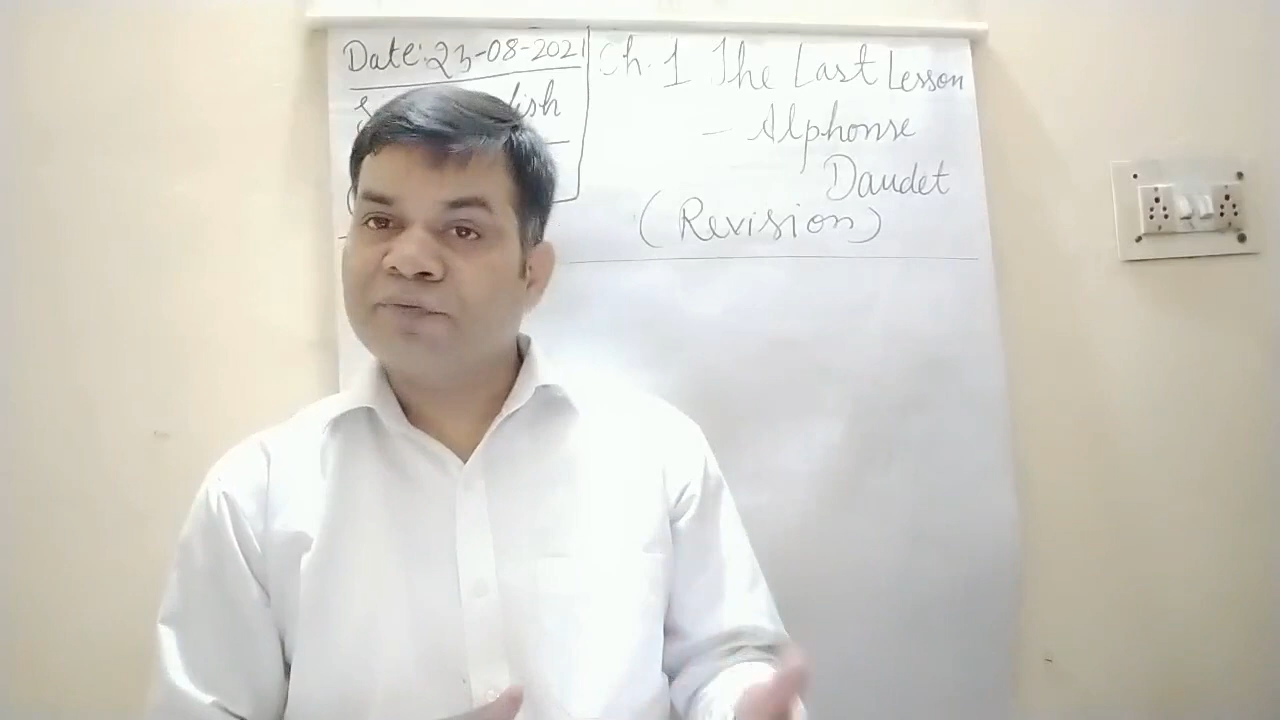 Date: 23-08-2021
Ch. 1 The Last Lesson
- Alphonse
Daudet
(Revision)